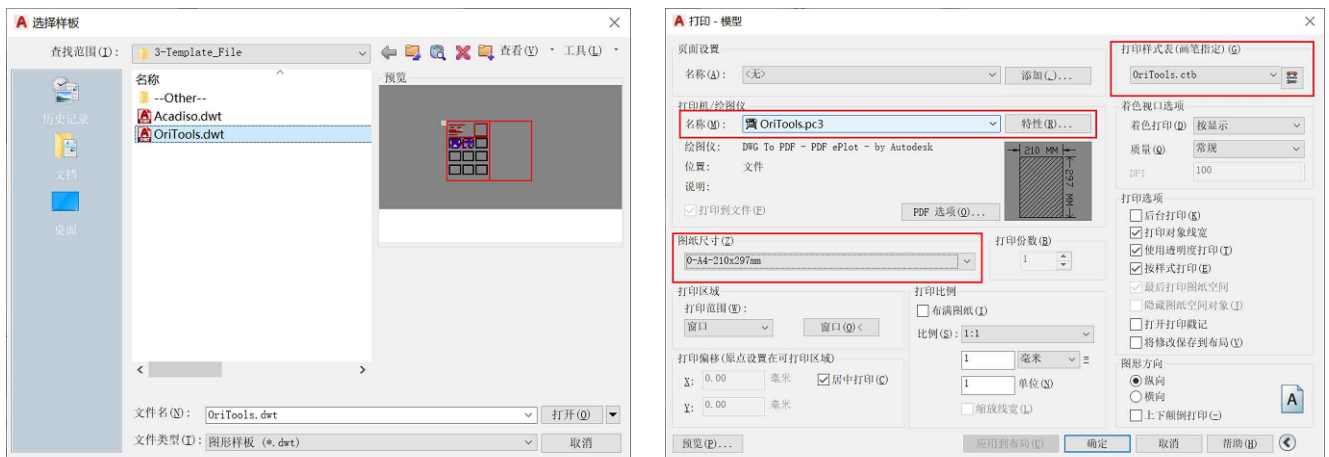 选择样板
查找范围(I): 3-Template_File 查看(V) 工具(L)
历史记录
文档
桌面
名称
--Other--
Acadiso.dwt
OriTools.dwt
预览
文件名(N): OriTools.dwt 打开(O)
文件类型(T): 图形样板 (*.dwt) 取消
打印 - 模型
页面设置
名称(A): <无> 添加(.)...
打印机/绘图仪
名称(M): OriTools.pc3 特性(R)...
绘图仪: DWG To PDF - PDF ePlot - by Autodesk
位置: 文件
说明:
打印到文件(F) PDF 选项(O)...
210 MM
297 MM
图纸尺寸(Z)
0-A4-210x297mm
打印份数(B)
1
打印区域
打印范围(W):
窗口 窗口(O)<
打印比例
布满图纸(I)
比例(S): 1:1
1 毫米 =
1 单位(N)
缩放线宽(L)
打印偏移(原点设置在可打印区域)
X: 0.00 毫米 居中打印(C)
Y: 0.00 毫米
打印样式表(画笔指定)(G)
OriTools.ctb
着色视口选项
着色打印(D) 按显示
质量(Q) 常规
DPI 100
打印选项
后台打印(K)
打印对象线宽
使用透明度打印(T)
按样式打印(E)
最后打印图纸空间
隐藏图纸空间对象(J)
打开打印戳记
将修改保存到布局(V)
图形方向
纵向
横向
上下颠倒打印(-)
A
预览(P)... 应用到布局(U) 确定 取消 帮助(H)